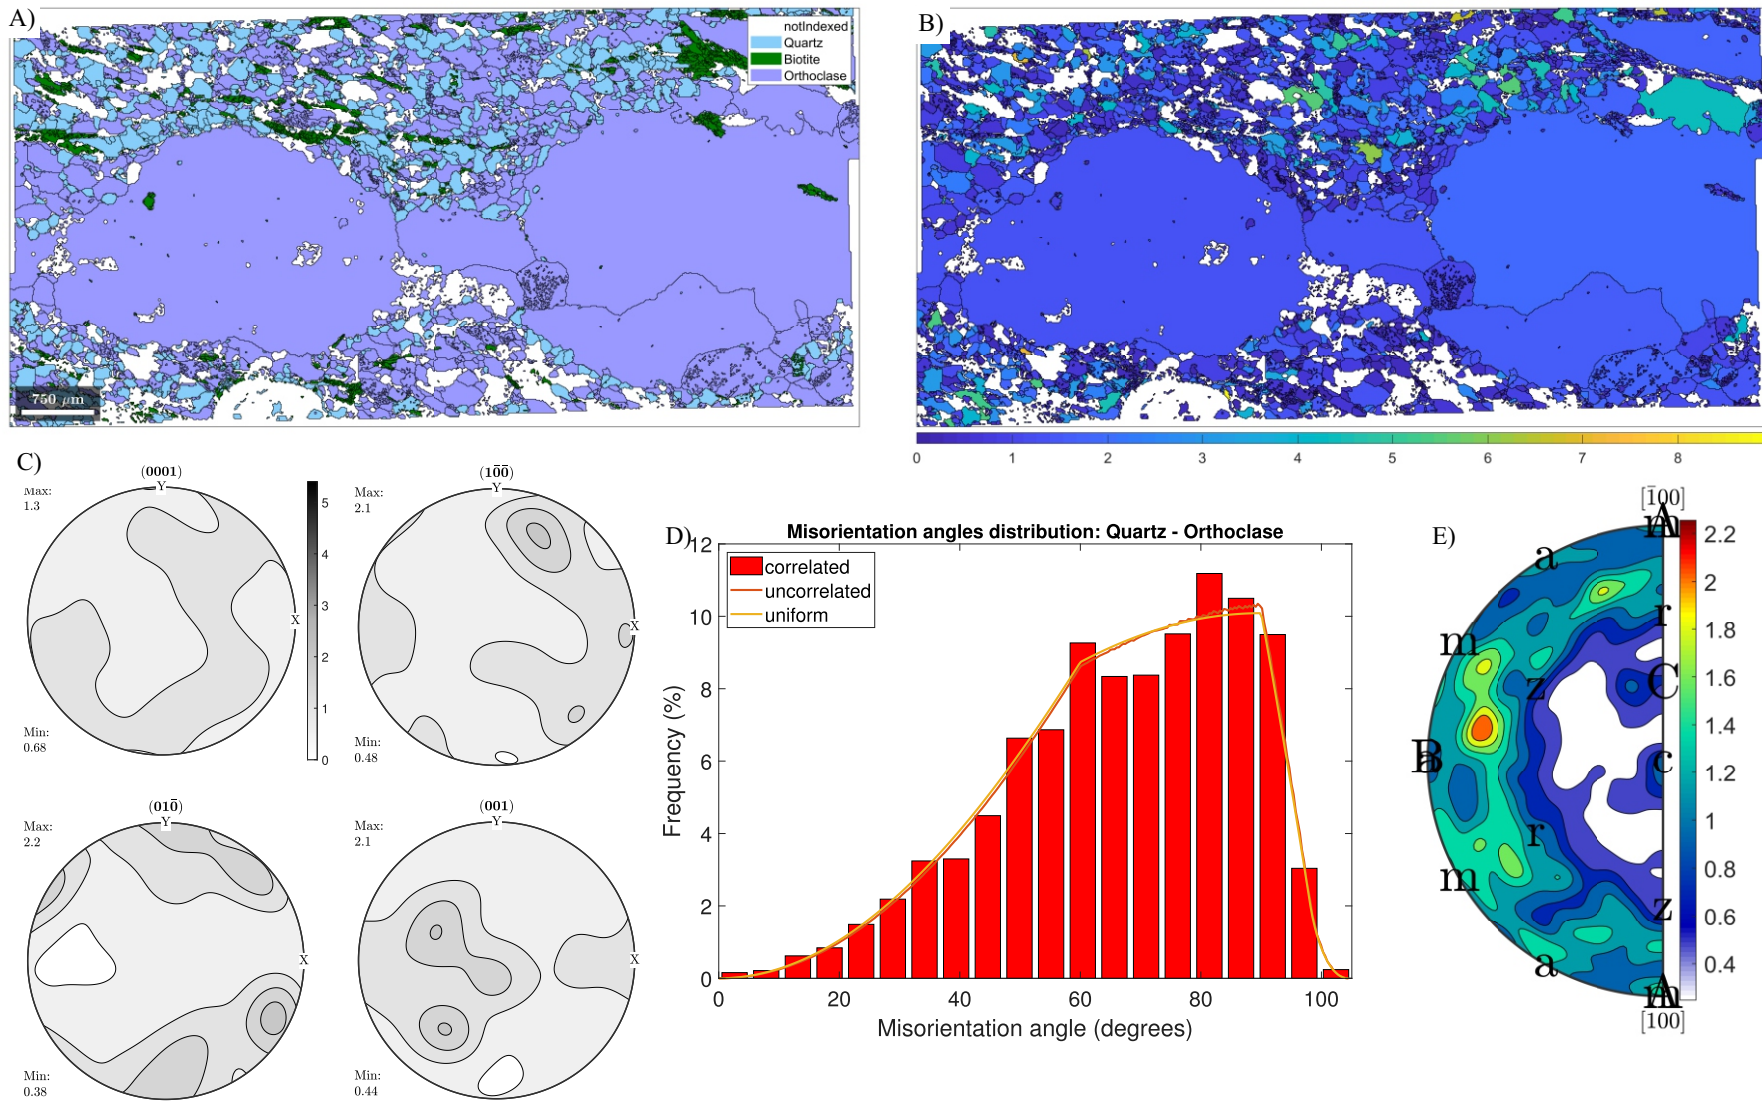 A)
notIndexed
Quartz
Biotite
Orthoclase
750 μm
B)
0 1 2 3 4 5 6 7 8
C)
(0001)
Y
X
Max:
1.3
Min:
0.68
5
4
3
2
1
0
(10̅0̅)
Y
X
Max:
2.1
Min:
0.48
(010̅)
Y
X
Max:
2.2
Min:
0.38
(001)
Y
X
Max:
2.1
Min:
0.44
D)
Misorientation angles distribution: Quartz - Orthoclase
correlated
uncorrelated
uniform
Frequency (%)
12
10
8
6
4
2
0
0 20 40 60 80 100
Misorientation angle (degrees)
E)
[1̅00]
A
m
a
r
m
z
C
B
a
c
r
m
z
a
A
m
[100]
2.2
2
1.8
1.6
1.4
1.2
1
0.8
0.6
0.4